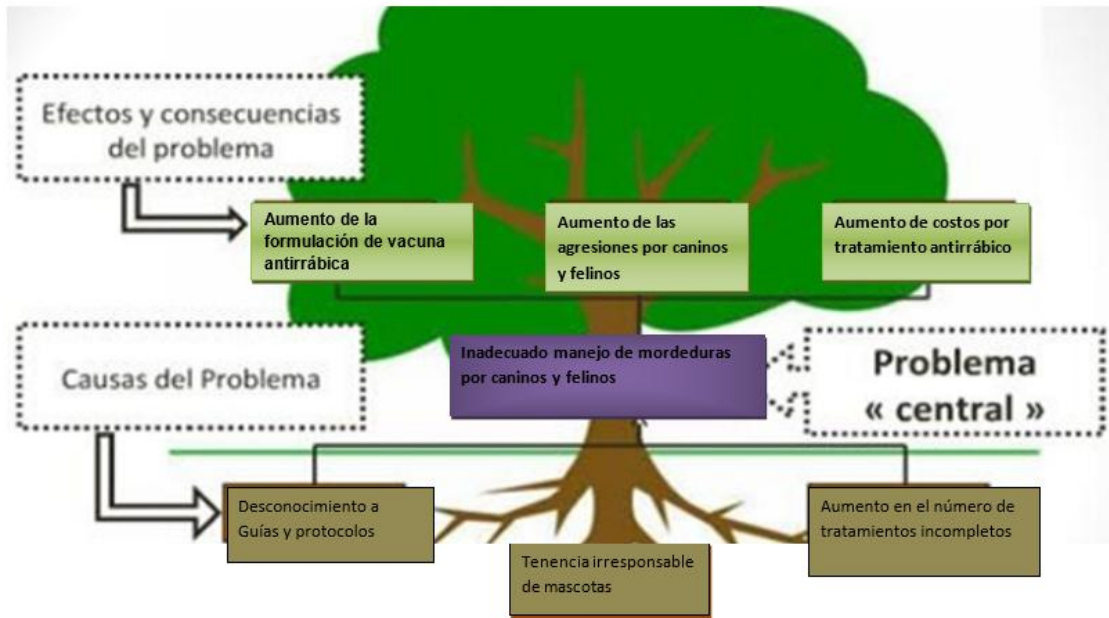 Efectos y consecuencias
del problema
Aumento de la
formulación de vacuna
antirrábica
Aumento de las
agresiones por caninos
y felinos
Aumento de costos por
tratamiento antirrábico
Inadecuado manejo de mordeduras
por caninos y felinos
Problema
« central »
Causas del Problema
Desconocimiento a
Guías y protocolos
Tenencia irresponsable
de mascotas
Aumento en el número de
tratamientos incompletos